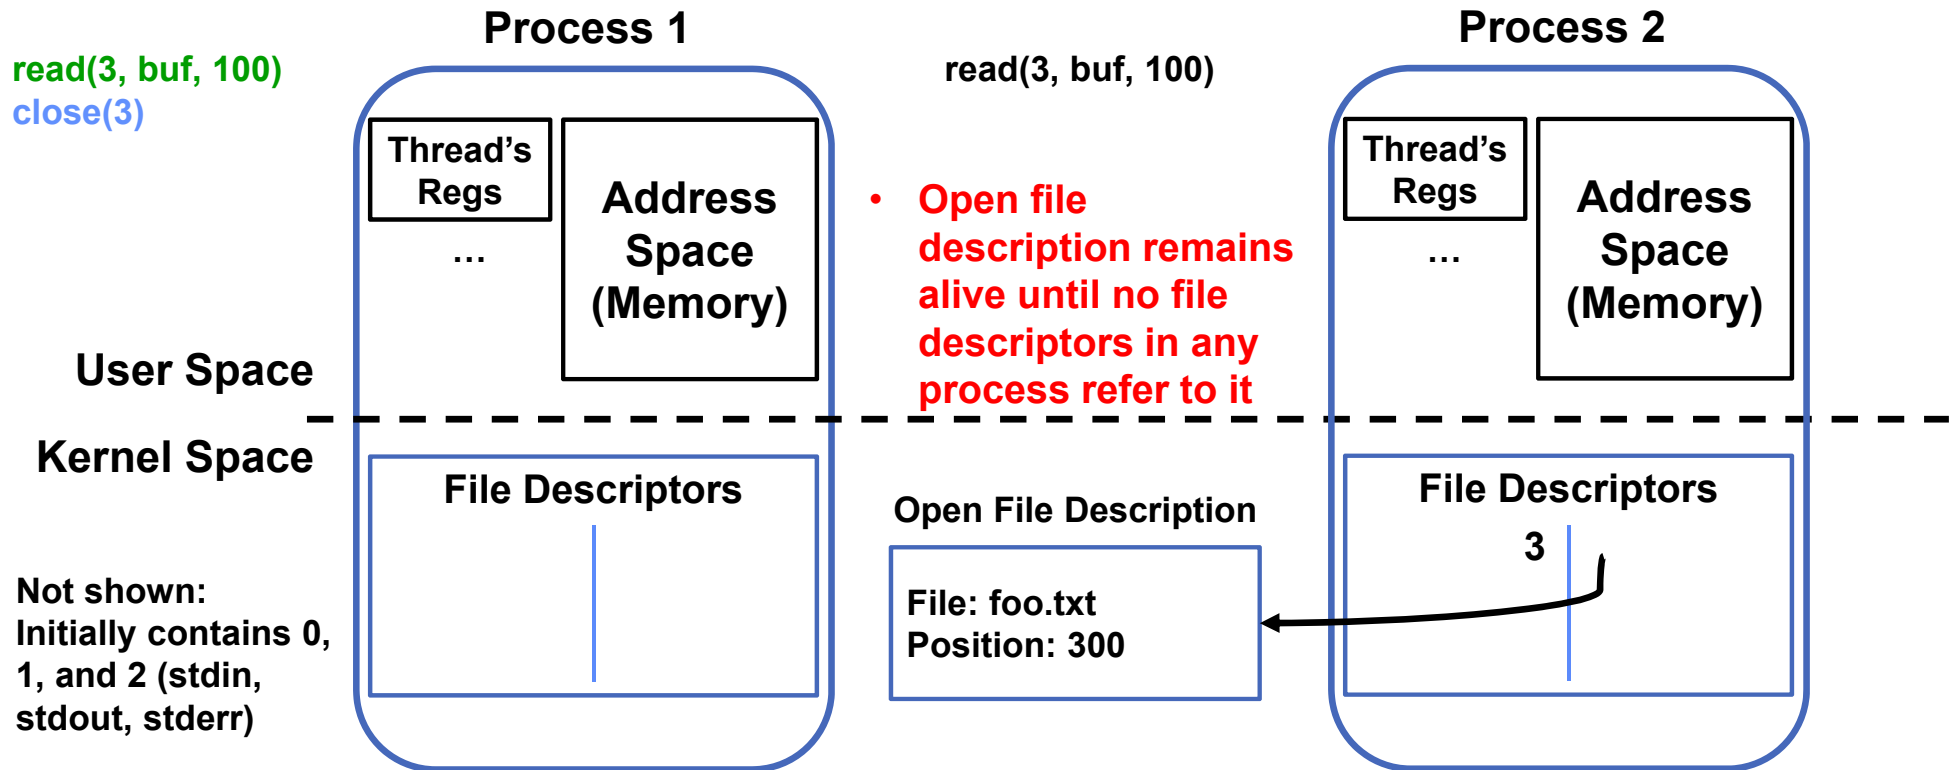 Process 1
read(3, buf, 100)
close(3)
Thread's
Regs
...
Address
Space
(Memory)
User Space
Kernel Space
File Descriptors
Not shown:
Initially contains 0,
1, and 2 (stdin,
stdout, stderr)
read(3, buf, 100)
• Open file
description remains
alive until no file
descriptors in any
process refer to it
Open File Description
File: foo.txt
Position: 300
Process 2
Thread's
Regs
...
Address
Space
(Memory)
File Descriptors
3